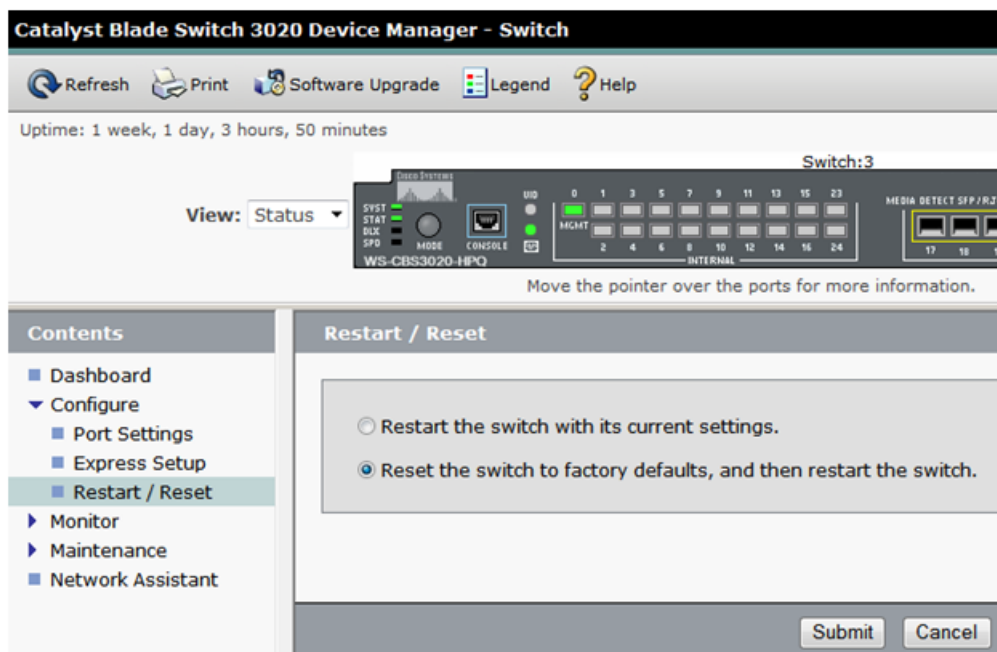 Catalyst Blade Switch 3020 Device Manager - Switch
Refresh Print Software Upgrade Legend Help
Uptime: 1 week, 1 day, 3 hours, 50 minutes
Switch:3
View: Status
CISCO SYSTEMS
SYST
STAT
DLX
SPD
MODE
CONSOLE
WS-CBS3020-HPQ
UID
0 1 3 5 7 9 11 13 15 23
MGMT
2 4 6 8 10 12 14 16 24
INTERNAL
MEDIA DETECT SFP/RJ
17 18
Move the pointer over the ports for more information.
Contents
Dashboard
Configure
Port Settings
Express Setup
Restart / Reset
Monitor
Maintenance
Network Assistant
Restart / Reset
Restart the switch with its current settings.
Reset the switch to factory defaults, and then restart the switch.
Submit Cancel